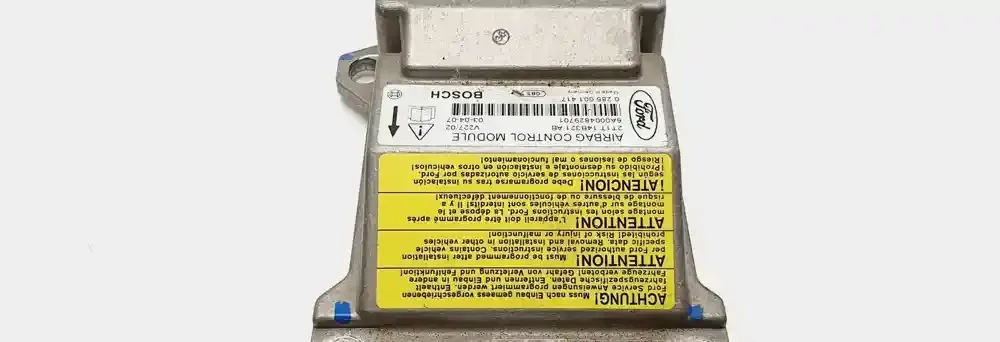 ACHTUNG! Muss nach Einbau gemaess vorgeschriebenen
Ford Service Anweisungen programmiert werden. Enthaelt
fahrzeugspezifische Daten. Entfernen und Einbau in andere
Fahrzeuge verboten! Gefahr von Verletzung und Fehlfunktion!
ATTENTION! Must be programmed after installation
per Ford authorized service instructions. Contains vehicle
specific data. Removal and installation in other vehicles
prohibited! Risk of injury or malfunction!
ATTENTION! L'appareil doit être programmé après
montage selon les instructions Ford. La dépose et le
montage sur d'autres véhicules sont interdits! Il y a
risque de blessure ou de fonctionnement défectueux!
¡ATENCION! Debe programarse tras su instalación
según las instrucciones de servicio autorizadas por Ford.
¡Prohibido su desmontaje e instalación en otros vehículos!
¡Riesgo de lesiones o mal funcionamiento!
Ford
AIRBAG CONTROL MODULE
2T1T 14B321 AB
V227/02
5A0004829701
03-04-07
0 285 001 417
BOSCH
Made in Germany